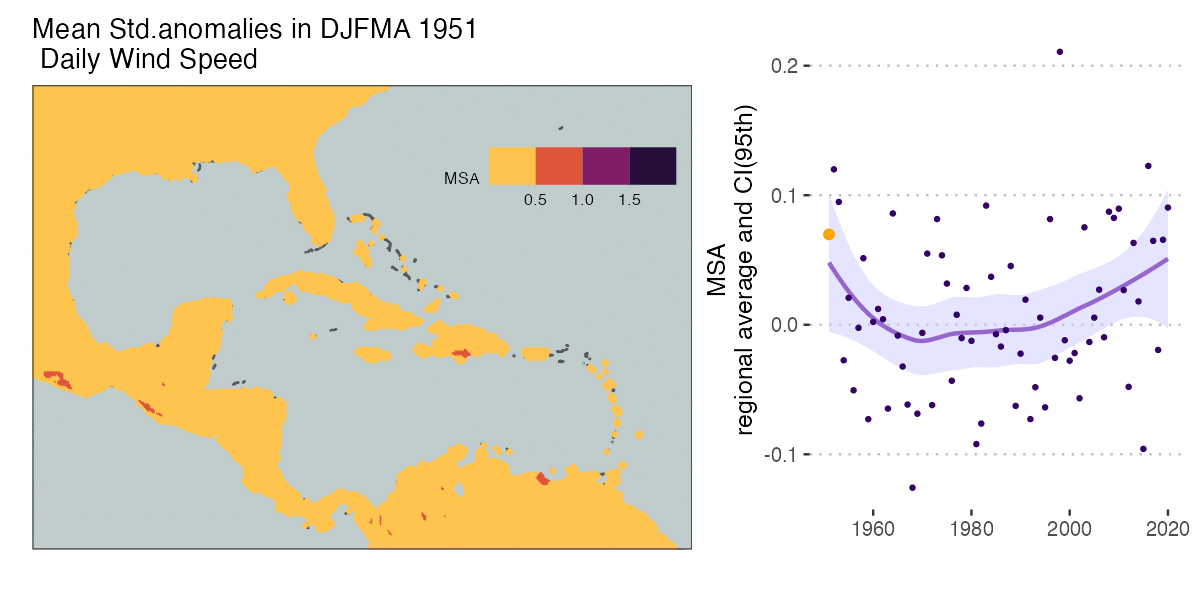 Mean Std.anomalies in DJFMA 1951
Daily Wind Speed
MSA
0.5 1.0 1.5
MSA
regional average and CI(95th)
0.2
0.1
0.0
-0.1
1960 1980 2000 2020